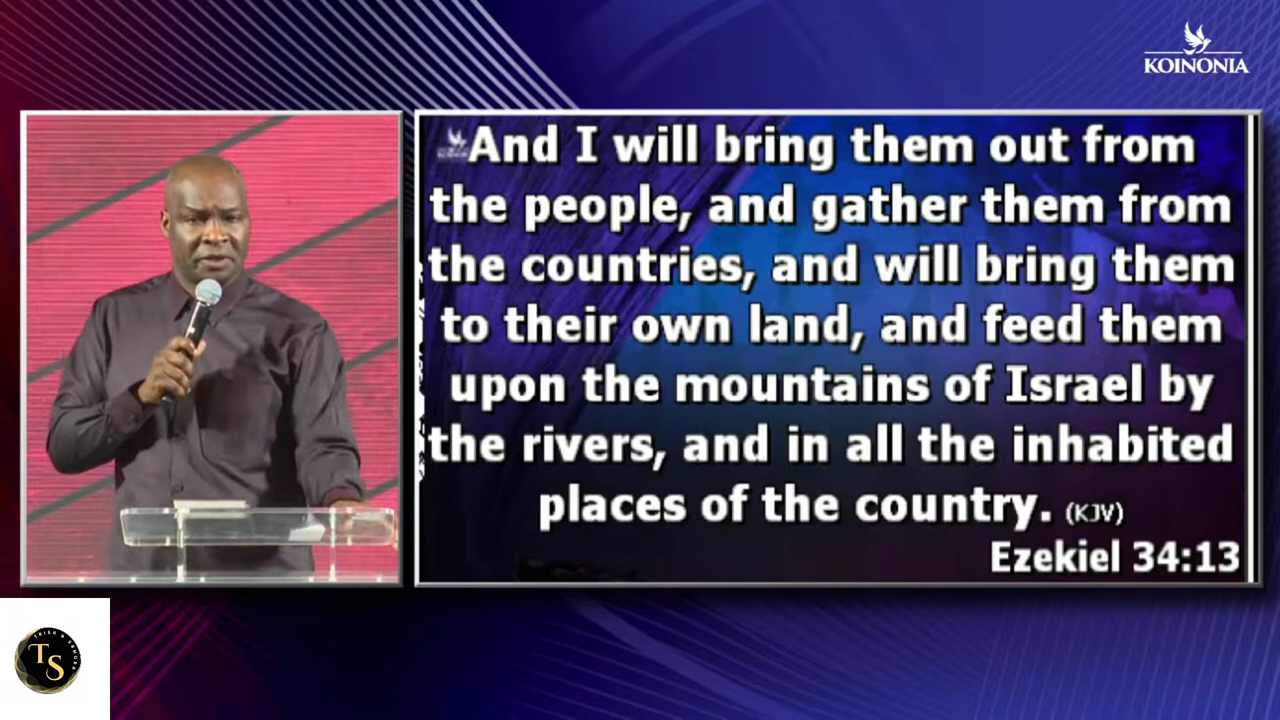 KOINONIA
And I will bring them out from
the people, and gather them from
the countries, and will bring them
to their own land, and feed them
upon the mountains of Israel by
the rivers, and in all the inhabited
places of the country. (KJV)
Ezekiel 34:13
TS